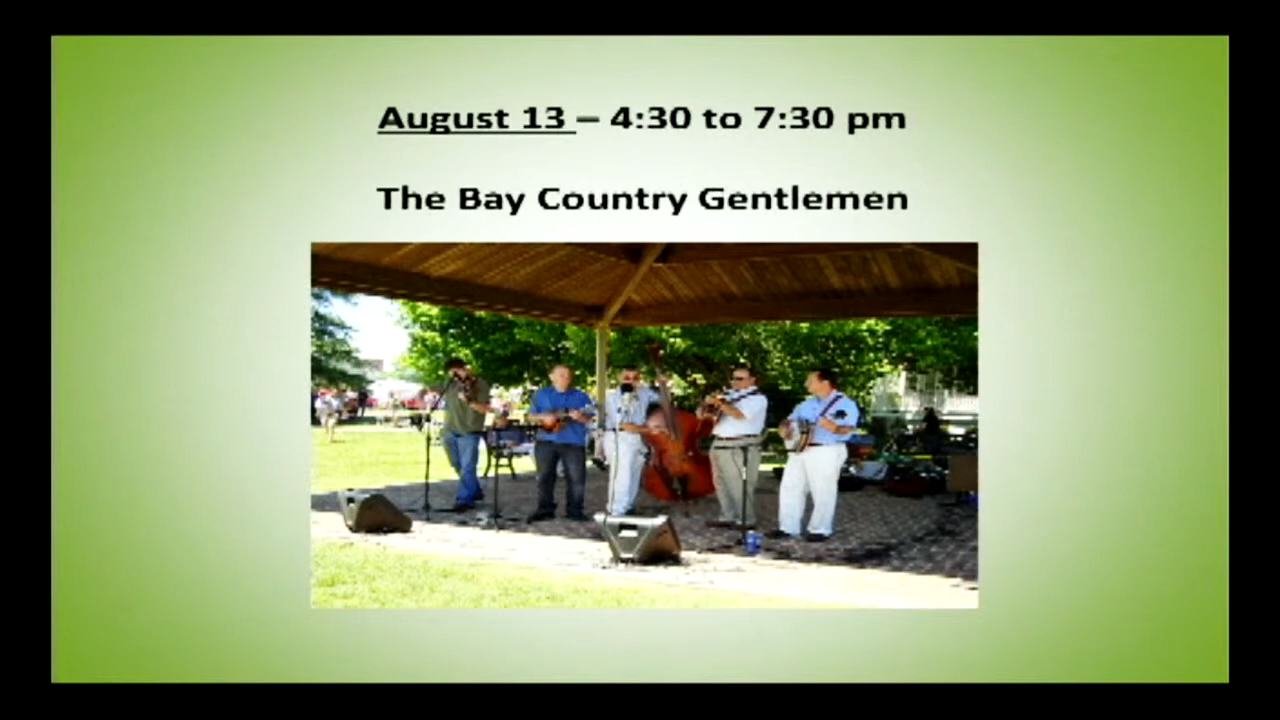 August 13 – 4:30 to 7:30 pm
The Bay Country Gentlemen